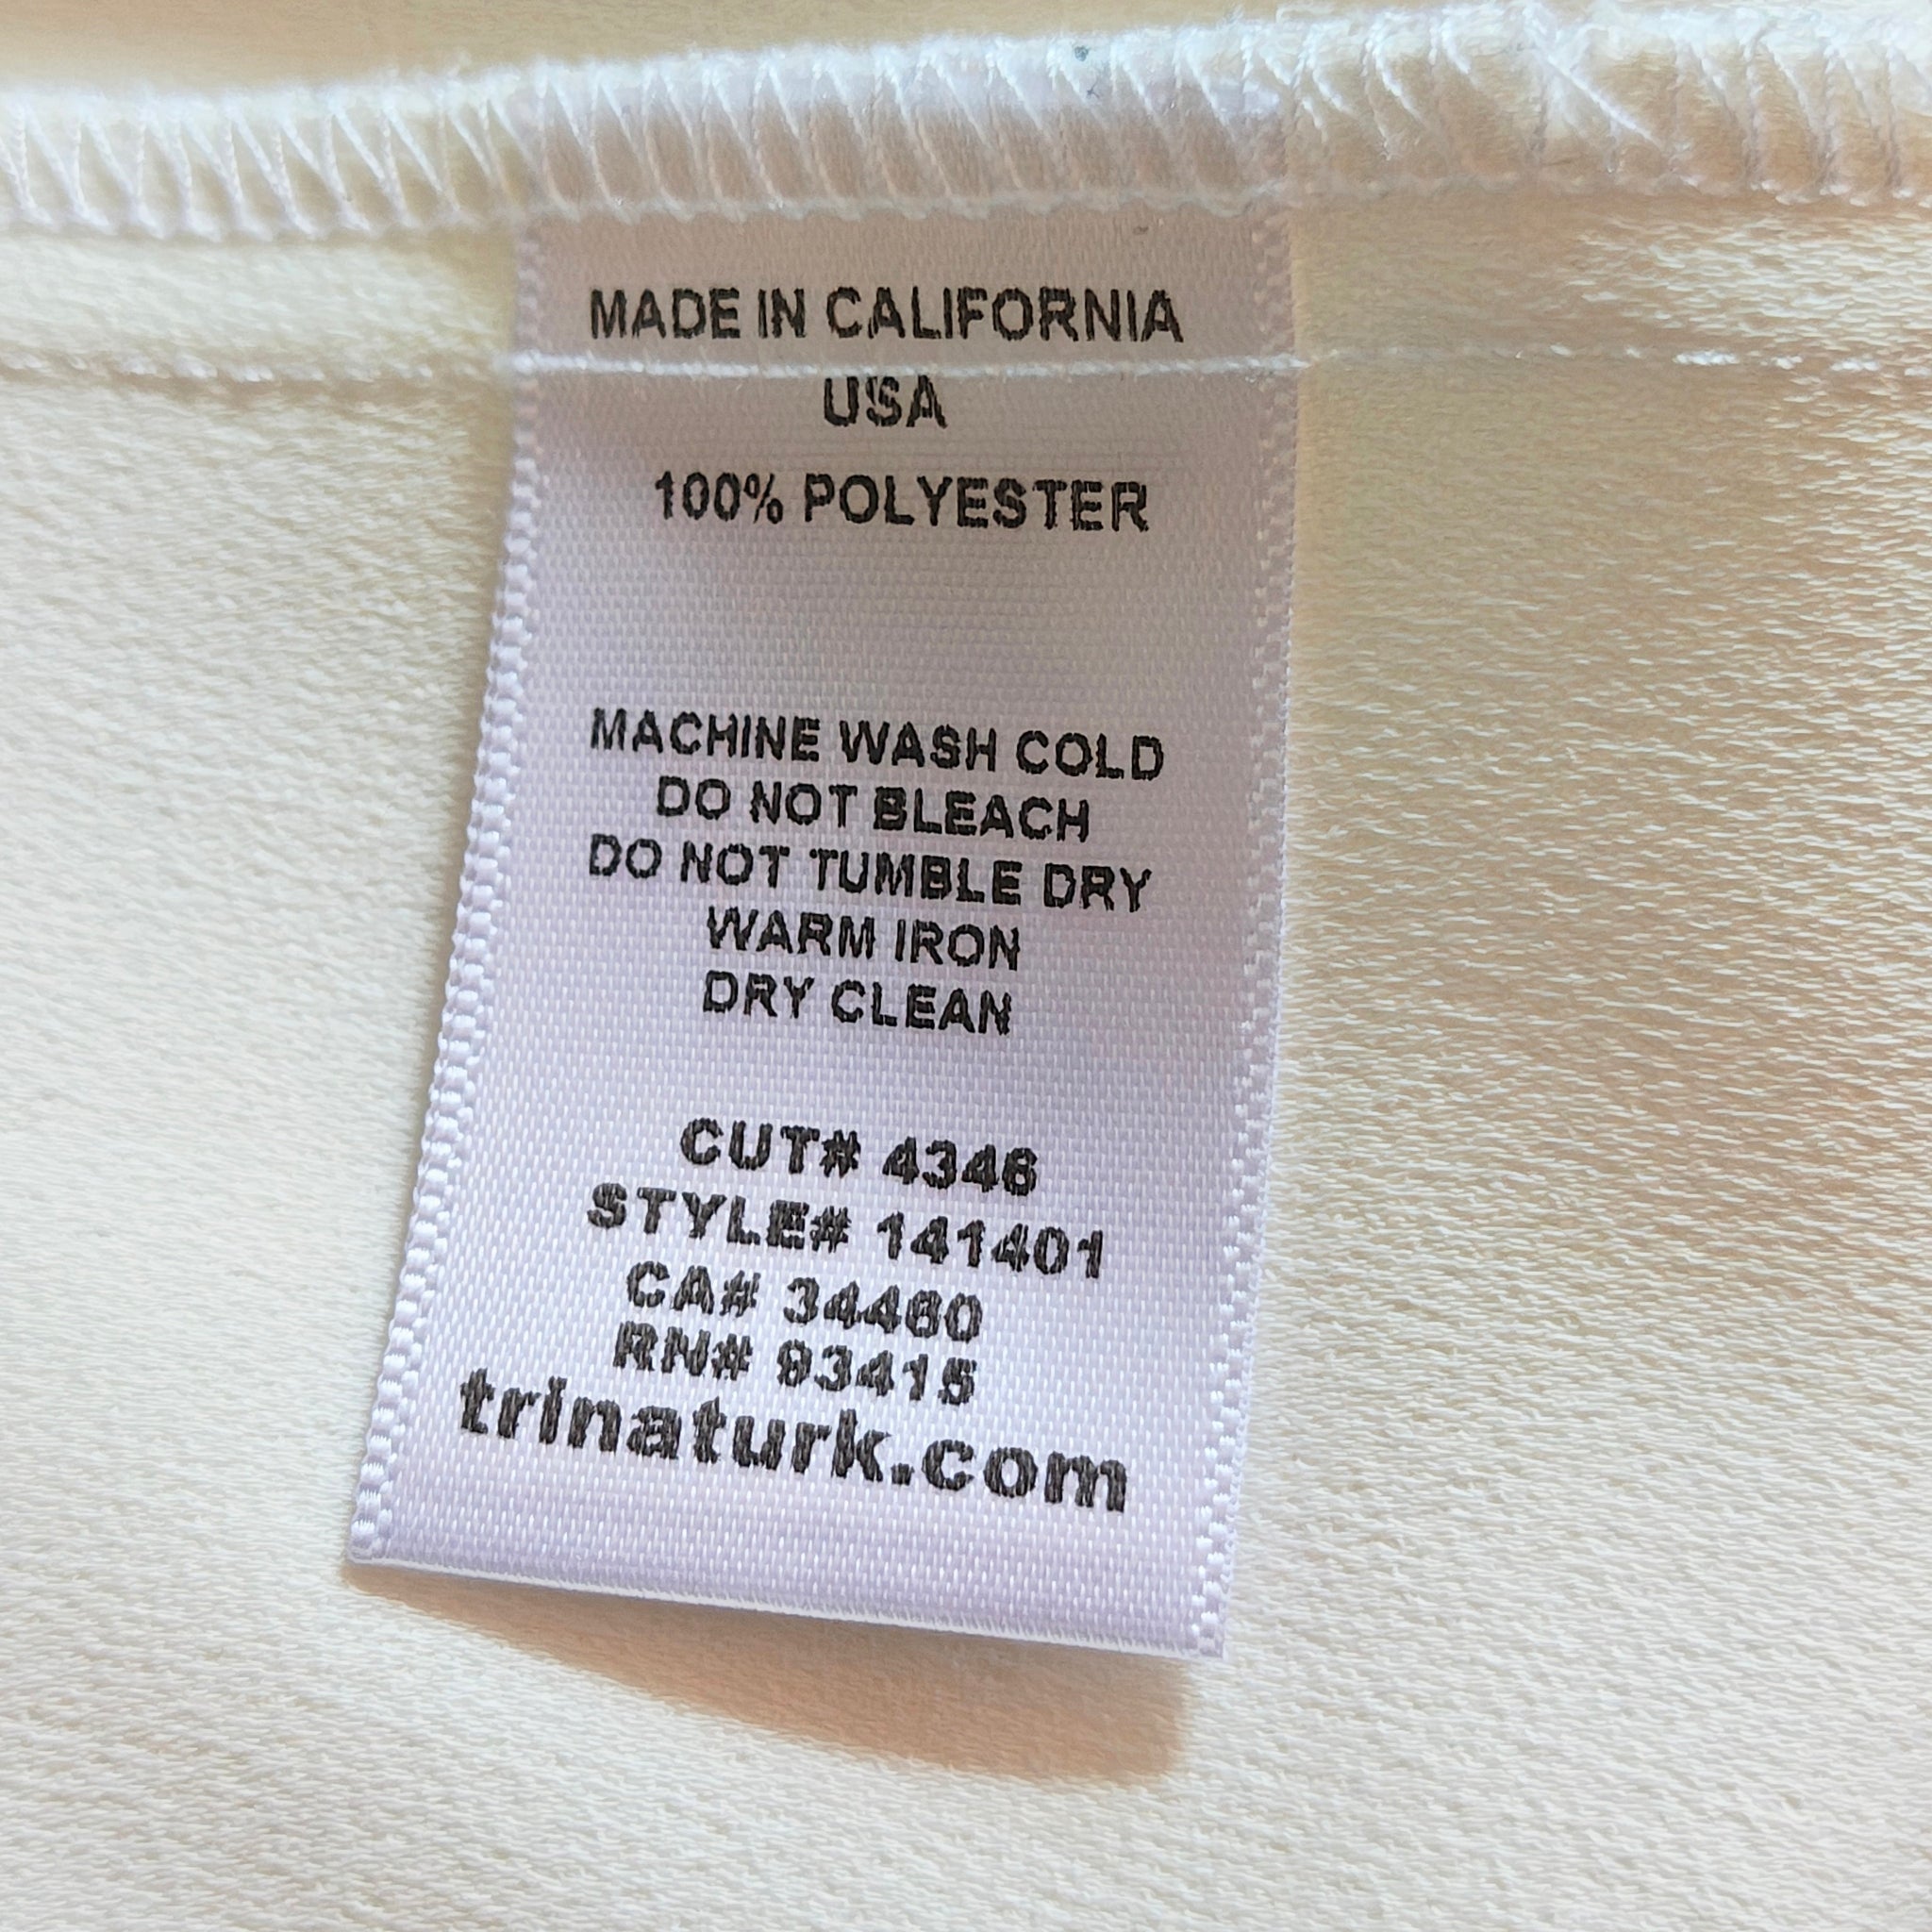 MADE IN CALIFORNIA
USA
100% POLYESTER
MACHINE WASH COLD
DO NOT BLEACH
DO NOT TUMBLE DRY
WARM IRON
DRY CLEAN
CUT# 4346
STYLE# 141401
CA# 34460
RN# 93415
trinaturk.com